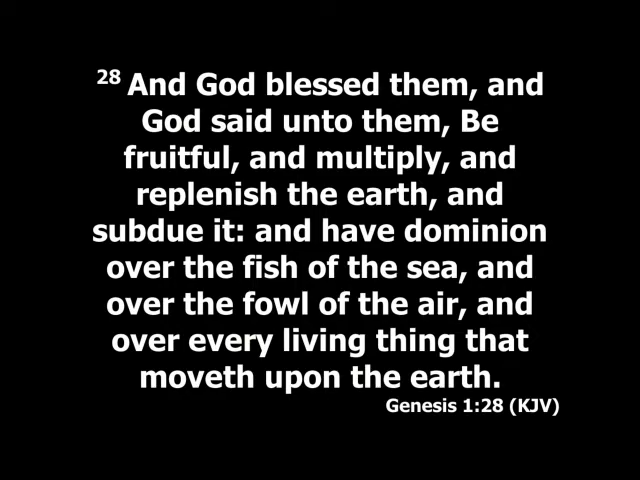 28 And God blessed them, and
God said unto them, Be
fruitful, and multiply, and
replenish the earth, and
subdue it: and have dominion
over the fish of the sea, and
over the fowl of the air, and
over every living thing that
moveth upon the earth.
Genesis 1:28 (KJV)